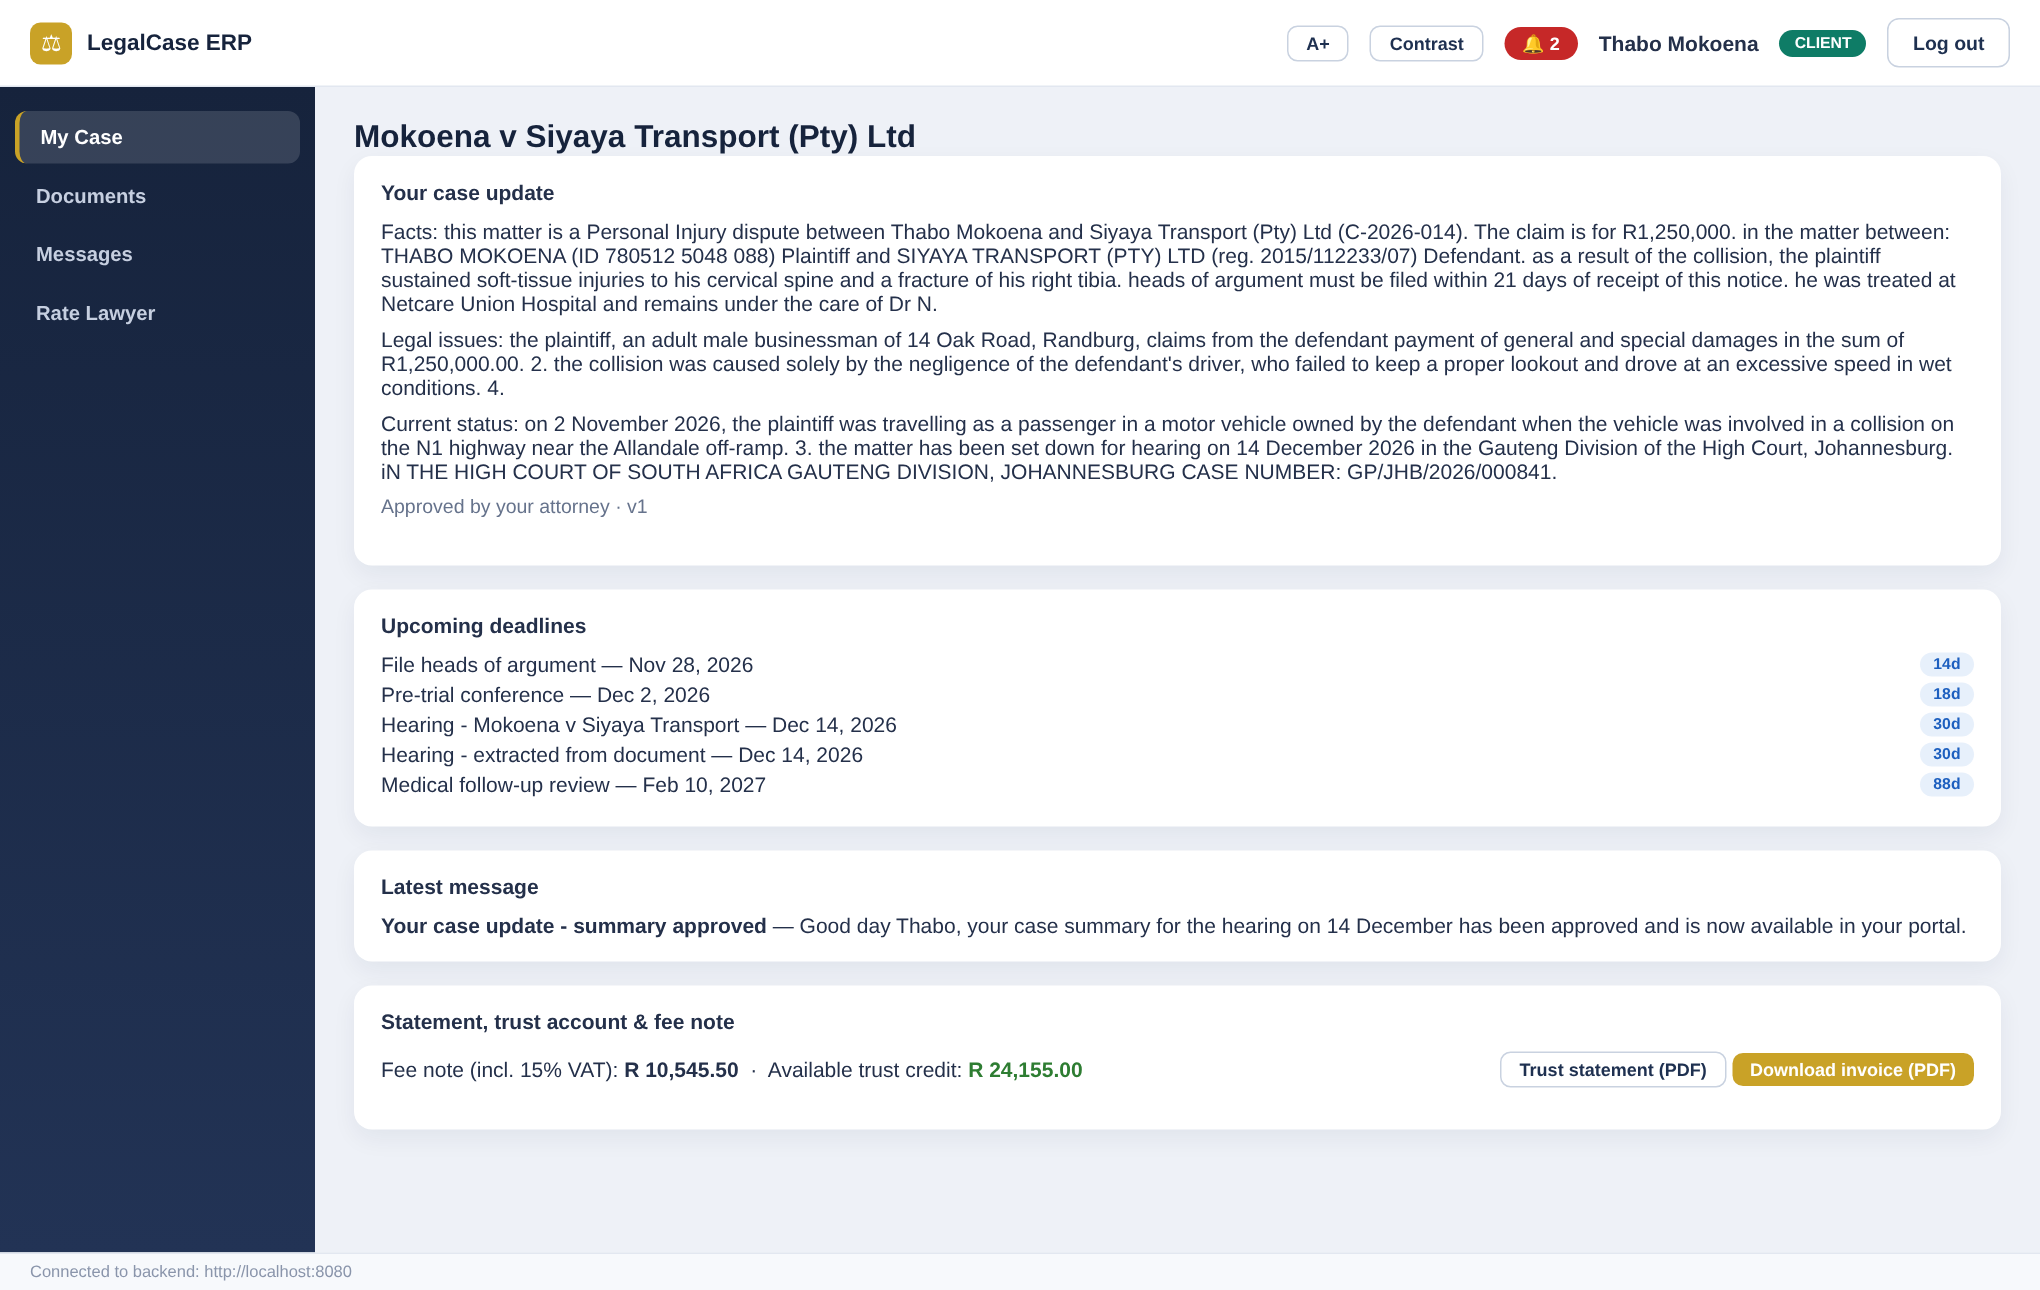 LegalCase ERP
A+
Contrast
🔔 2
Thabo Mokoena
CLIENT
Log out
My Case
Documents
Messages
Rate Lawyer
Mokoena v Siyaya Transport (Pty) Ltd
Your case update
Facts: this matter is a Personal Injury dispute between Thabo Mokoena and Siyaya Transport (Pty) Ltd (C-2026-014). The claim is for R1,250,000. in the matter between:
THABO MOKOENA (ID 780512 5048 088) Plaintiff and SIYAYA TRANSPORT (PTY) LTD (reg. 2015/112233/07) Defendant. as a result of the collision, the plaintiff
sustained soft-tissue injuries to his cervical spine and a fracture of his right tibia. heads of argument must be filed within 21 days of receipt of this notice. he was treated at
Netcare Union Hospital and remains under the care of Dr N.
Legal issues: the plaintiff, an adult male businessman of 14 Oak Road, Randburg, claims from the defendant payment of general and special damages in the sum of
R1,250,000.00. 2. the collision was caused solely by the negligence of the defendant's driver, who failed to keep a proper lookout and drove at an excessive speed in wet
conditions. 4.
Current status: on 2 November 2026, the plaintiff was travelling as a passenger in a motor vehicle owned by the defendant when the vehicle was involved in a collision on
the N1 highway near the Allandale off-ramp. 3. the matter has been set down for hearing on 14 December 2026 in the Gauteng Division of the High Court, Johannesburg.
iN THE HIGH COURT OF SOUTH AFRICA GAUTENG DIVISION, JOHANNESBURG CASE NUMBER: GP/JHB/2026/000841.
Approved by your attorney · v1
Upcoming deadlines
File heads of argument — Nov 28, 2026 14d
Pre-trial conference — Dec 2, 2026 18d
Hearing - Mokoena v Siyaya Transport — Dec 14, 2026 30d
Hearing - extracted from document — Dec 14, 2026 30d
Medical follow-up review — Feb 10, 2027 88d
Latest message
Your case update - summary approved — Good day Thabo, your case summary for the hearing on 14 December has been approved and is now available in your portal.
Statement, trust account & fee note
Fee note (incl. 15% VAT): R 10,545.50 · Available trust credit: R 24,155.00
Trust statement (PDF)
Download invoice (PDF)
Connected to backend: http://localhost:8080